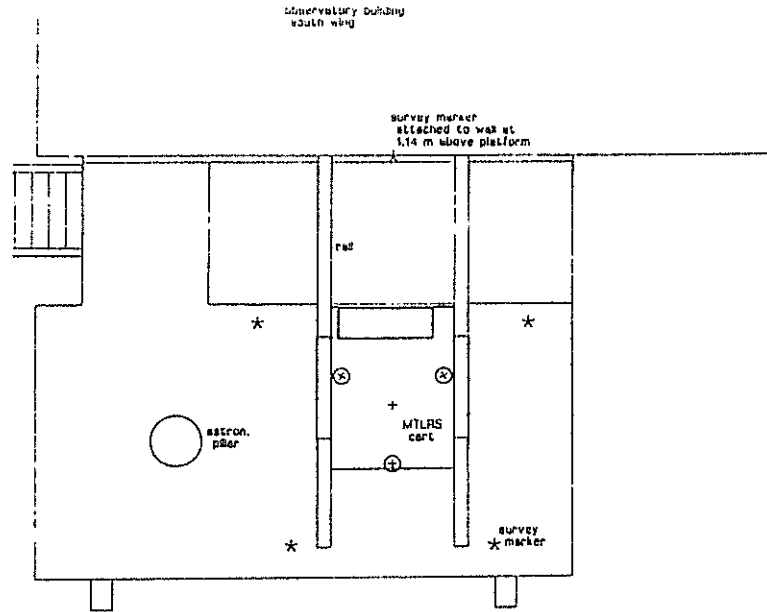 observatory building
south wing
survey marker
attached to wall at
1.14 m above platform
rail
MTLRS
cart
astron.
pillar
survey
marker